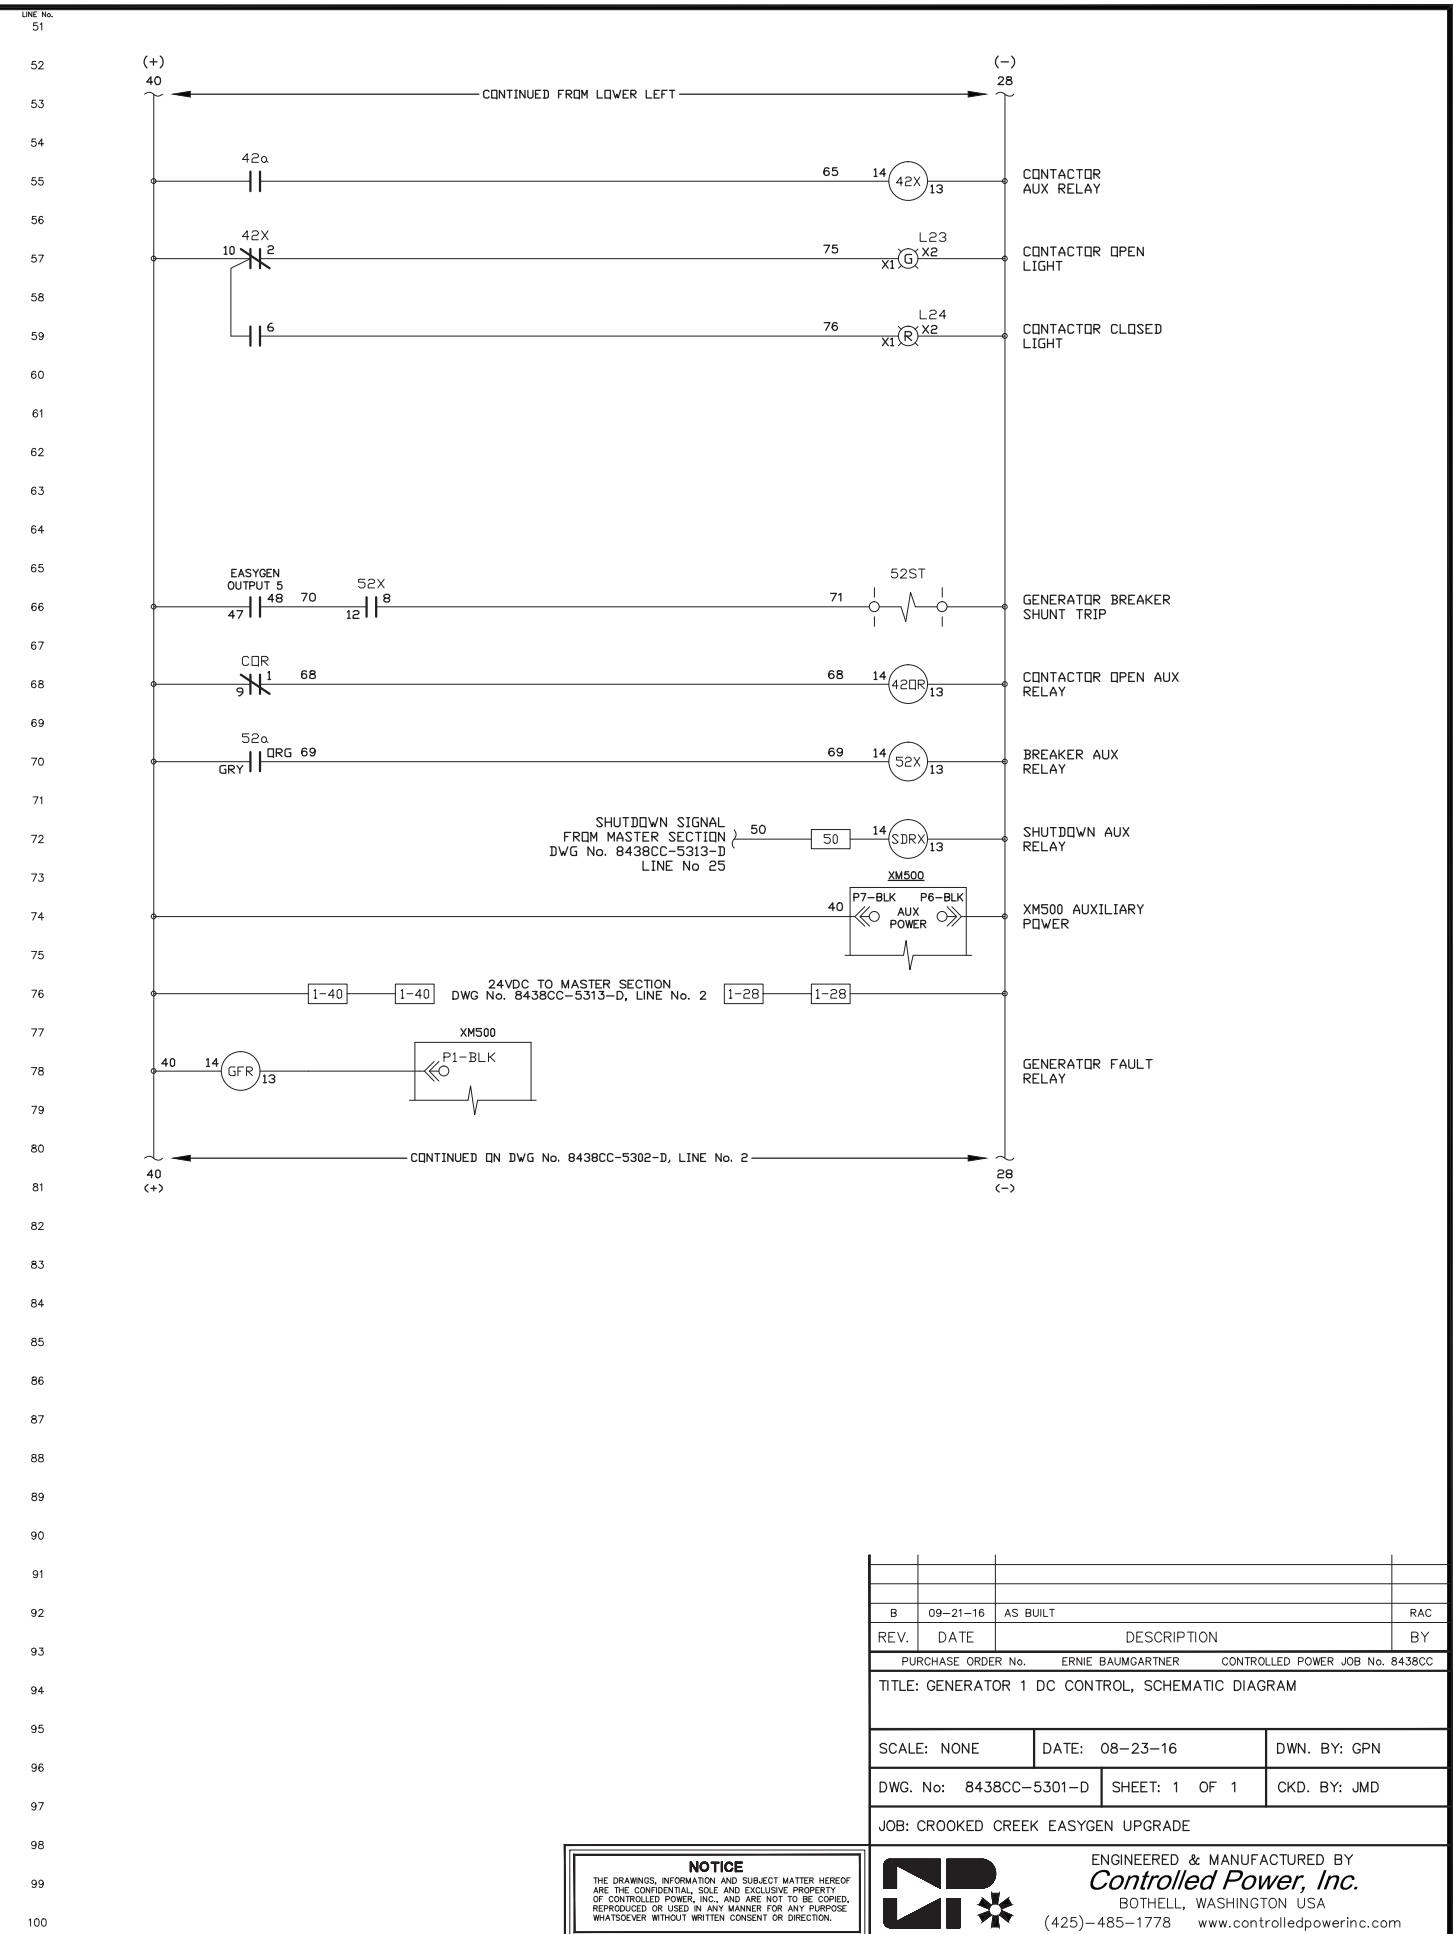 LINE No.
51
52
(+)
(-)
40
28
CONTINUED FROM LOWER LEFT
53
54
42a
55
65
14
42X
13
CONTACTOR
AUX RELAY
56
42X
57
10
2
75
L23
X1
G
X2
CONTACTOR OPEN
LIGHT
58
59
6
76
L24
X1
R
X2
CONTACTOR CLOSED
LIGHT
60
61
62
63
64
65
EASYGEN
OUTPUT 5
52X
52ST
66
47
48
70
12
8
71
GENERATOR BREAKER
SHUNT TRIP
67
COR
68
9
1
68
68
14
42OR
13
CONTACTOR OPEN AUX
RELAY
69
52a
70
GRY
ORG
69
69
14
52X
13
BREAKER AUX
RELAY
71
72
SHUTDOWN SIGNAL
FROM MASTER SECTION
DWG No. 8438CC-5313-D
LINE No 25
50
50
14
SDRX
13
SHUTDOWN AUX
RELAY
73
XM500
74
40
P7-BLK
P6-BLK
AUX
POWER
XM500 AUXILIARY
POWER
75
76
1-40
1-40
24VDC TO MASTER SECTION
DWG No. 8438CC-5313-D, LINE No. 2
1-28
1-28
77
XM500
78
40
14
GFR
13
P1-BLK
GENERATOR FAULT
RELAY
79
80
CONTINUED ON DWG No. 8438CC-5302-D, LINE No. 2
40
28
81
(+)
(-)
82
83
84
85
86
87
88
89
90
91
92
B 09-21-16 AS BUILT RAC
REV. DATE DESCRIPTION BY
93
PURCHASE ORDER No. ERNIE BAUMGARTNER CONTROLLED POWER JOB No. 8438CC
94
TITLE: GENERATOR 1 DC CONTROL, SCHEMATIC DIAGRAM
95
96
SCALE: NONE DATE: 08-23-16 DWN. BY: GPN
DWG. No: 8438CC-5301-D SHEET: 1 OF 1 CKD. BY: JMD
97
JOB: CROOKED CREEK EASYGEN UPGRADE
98
99
100
NOTICE
THE DRAWINGS, INFORMATION AND SUBJECT MATTER HEREOF
ARE THE CONFIDENTIAL, SOLE AND EXCLUSIVE PROPERTY
OF CONTROLLED POWER, INC., AND ARE NOT TO BE COPIED,
REPRODUCED OR USED IN ANY MANNER FOR ANY PURPOSE
WHATSOEVER WITHOUT WRITTEN CONSENT OR DIRECTION.
ENGINEERED & MANUFACTURED BY
Controlled Power, Inc.
BOTHELL, WASHINGTON USA
(425)-485-1778 www.controlledpowerinc.com